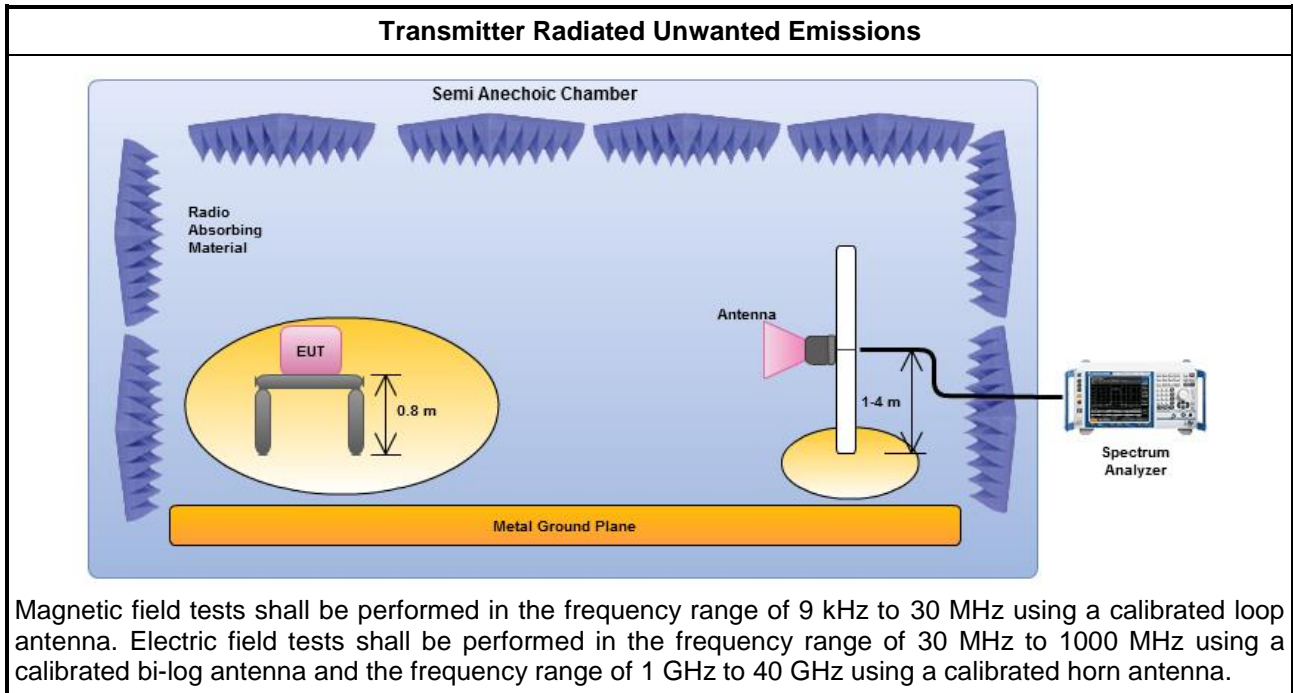 Transmitter Radiated Unwanted Emissions
Semi Anechoic Chamber
Radio
Absorbing
Material
Antenna
EUT
0.8 m
1-4 m
Spectrum
Analyzer
Metal Ground Plane
Magnetic field tests shall be performed in the frequency range of 9 kHz to 30 MHz using a calibrated loop
antenna. Electric field tests shall be performed in the frequency range of 30 MHz to 1000 MHz using a
calibrated bi-log antenna and the frequency range of 1 GHz to 40 GHz using a calibrated horn antenna.